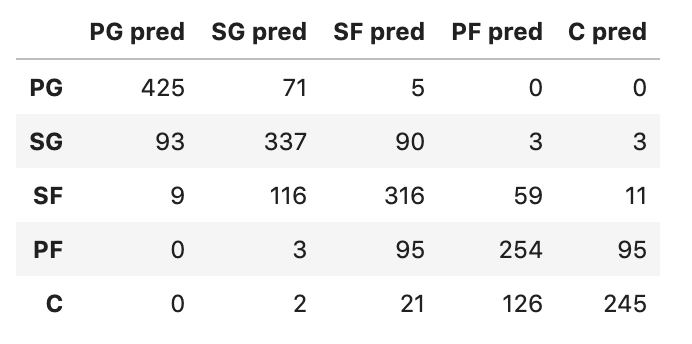 PG pred SG pred SF pred PF pred C pred
PG 425 71 5 0 0
SG 93 337 90 3 3
SF 9 116 316 59 11
PF 0 3 95 254 95
C 0 2 21 126 245